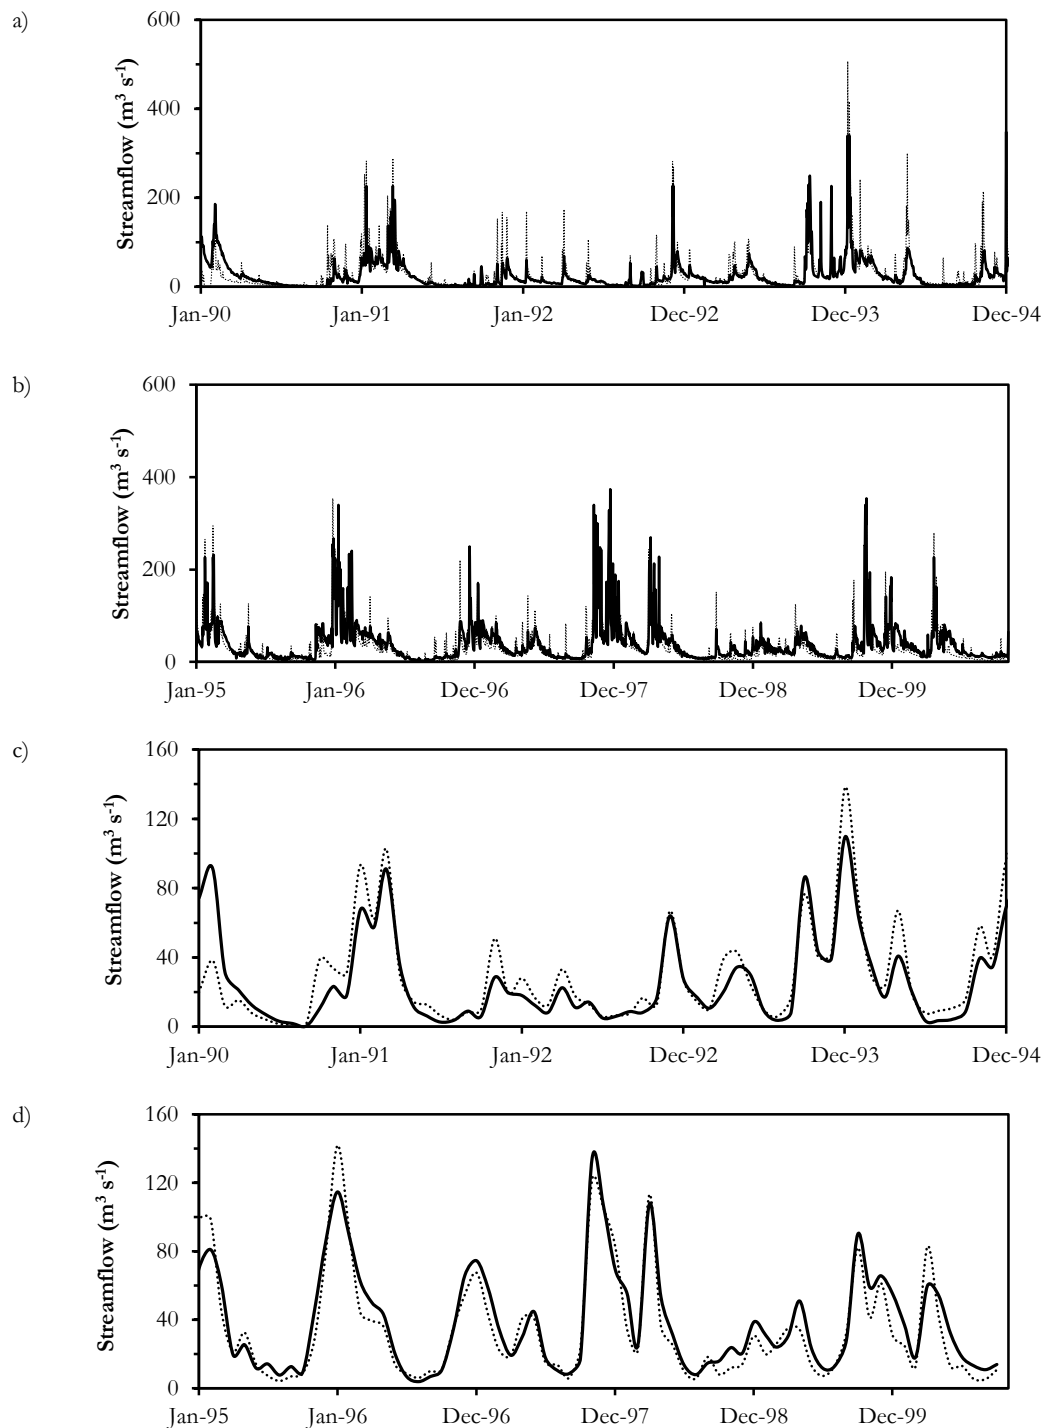 a)
Streamflow (m³ s⁻¹)
600
400
200
0
Jan-90 Jan-91 Jan-92 Dec-92 Dec-93 Dec-94
b)
Streamflow (m³ s⁻¹)
600
400
200
0
Jan-95 Jan-96 Dec-96 Dec-97 Dec-98 Dec-99
c)
Streamflow (m³ s⁻¹)
160
120
80
40
0
Jan-90 Jan-91 Jan-92 Dec-92 Dec-93 Dec-94
d)
Streamflow (m³ s⁻¹)
160
120
80
40
0
Jan-95 Jan-96 Dec-96 Dec-97 Dec-98 Dec-99